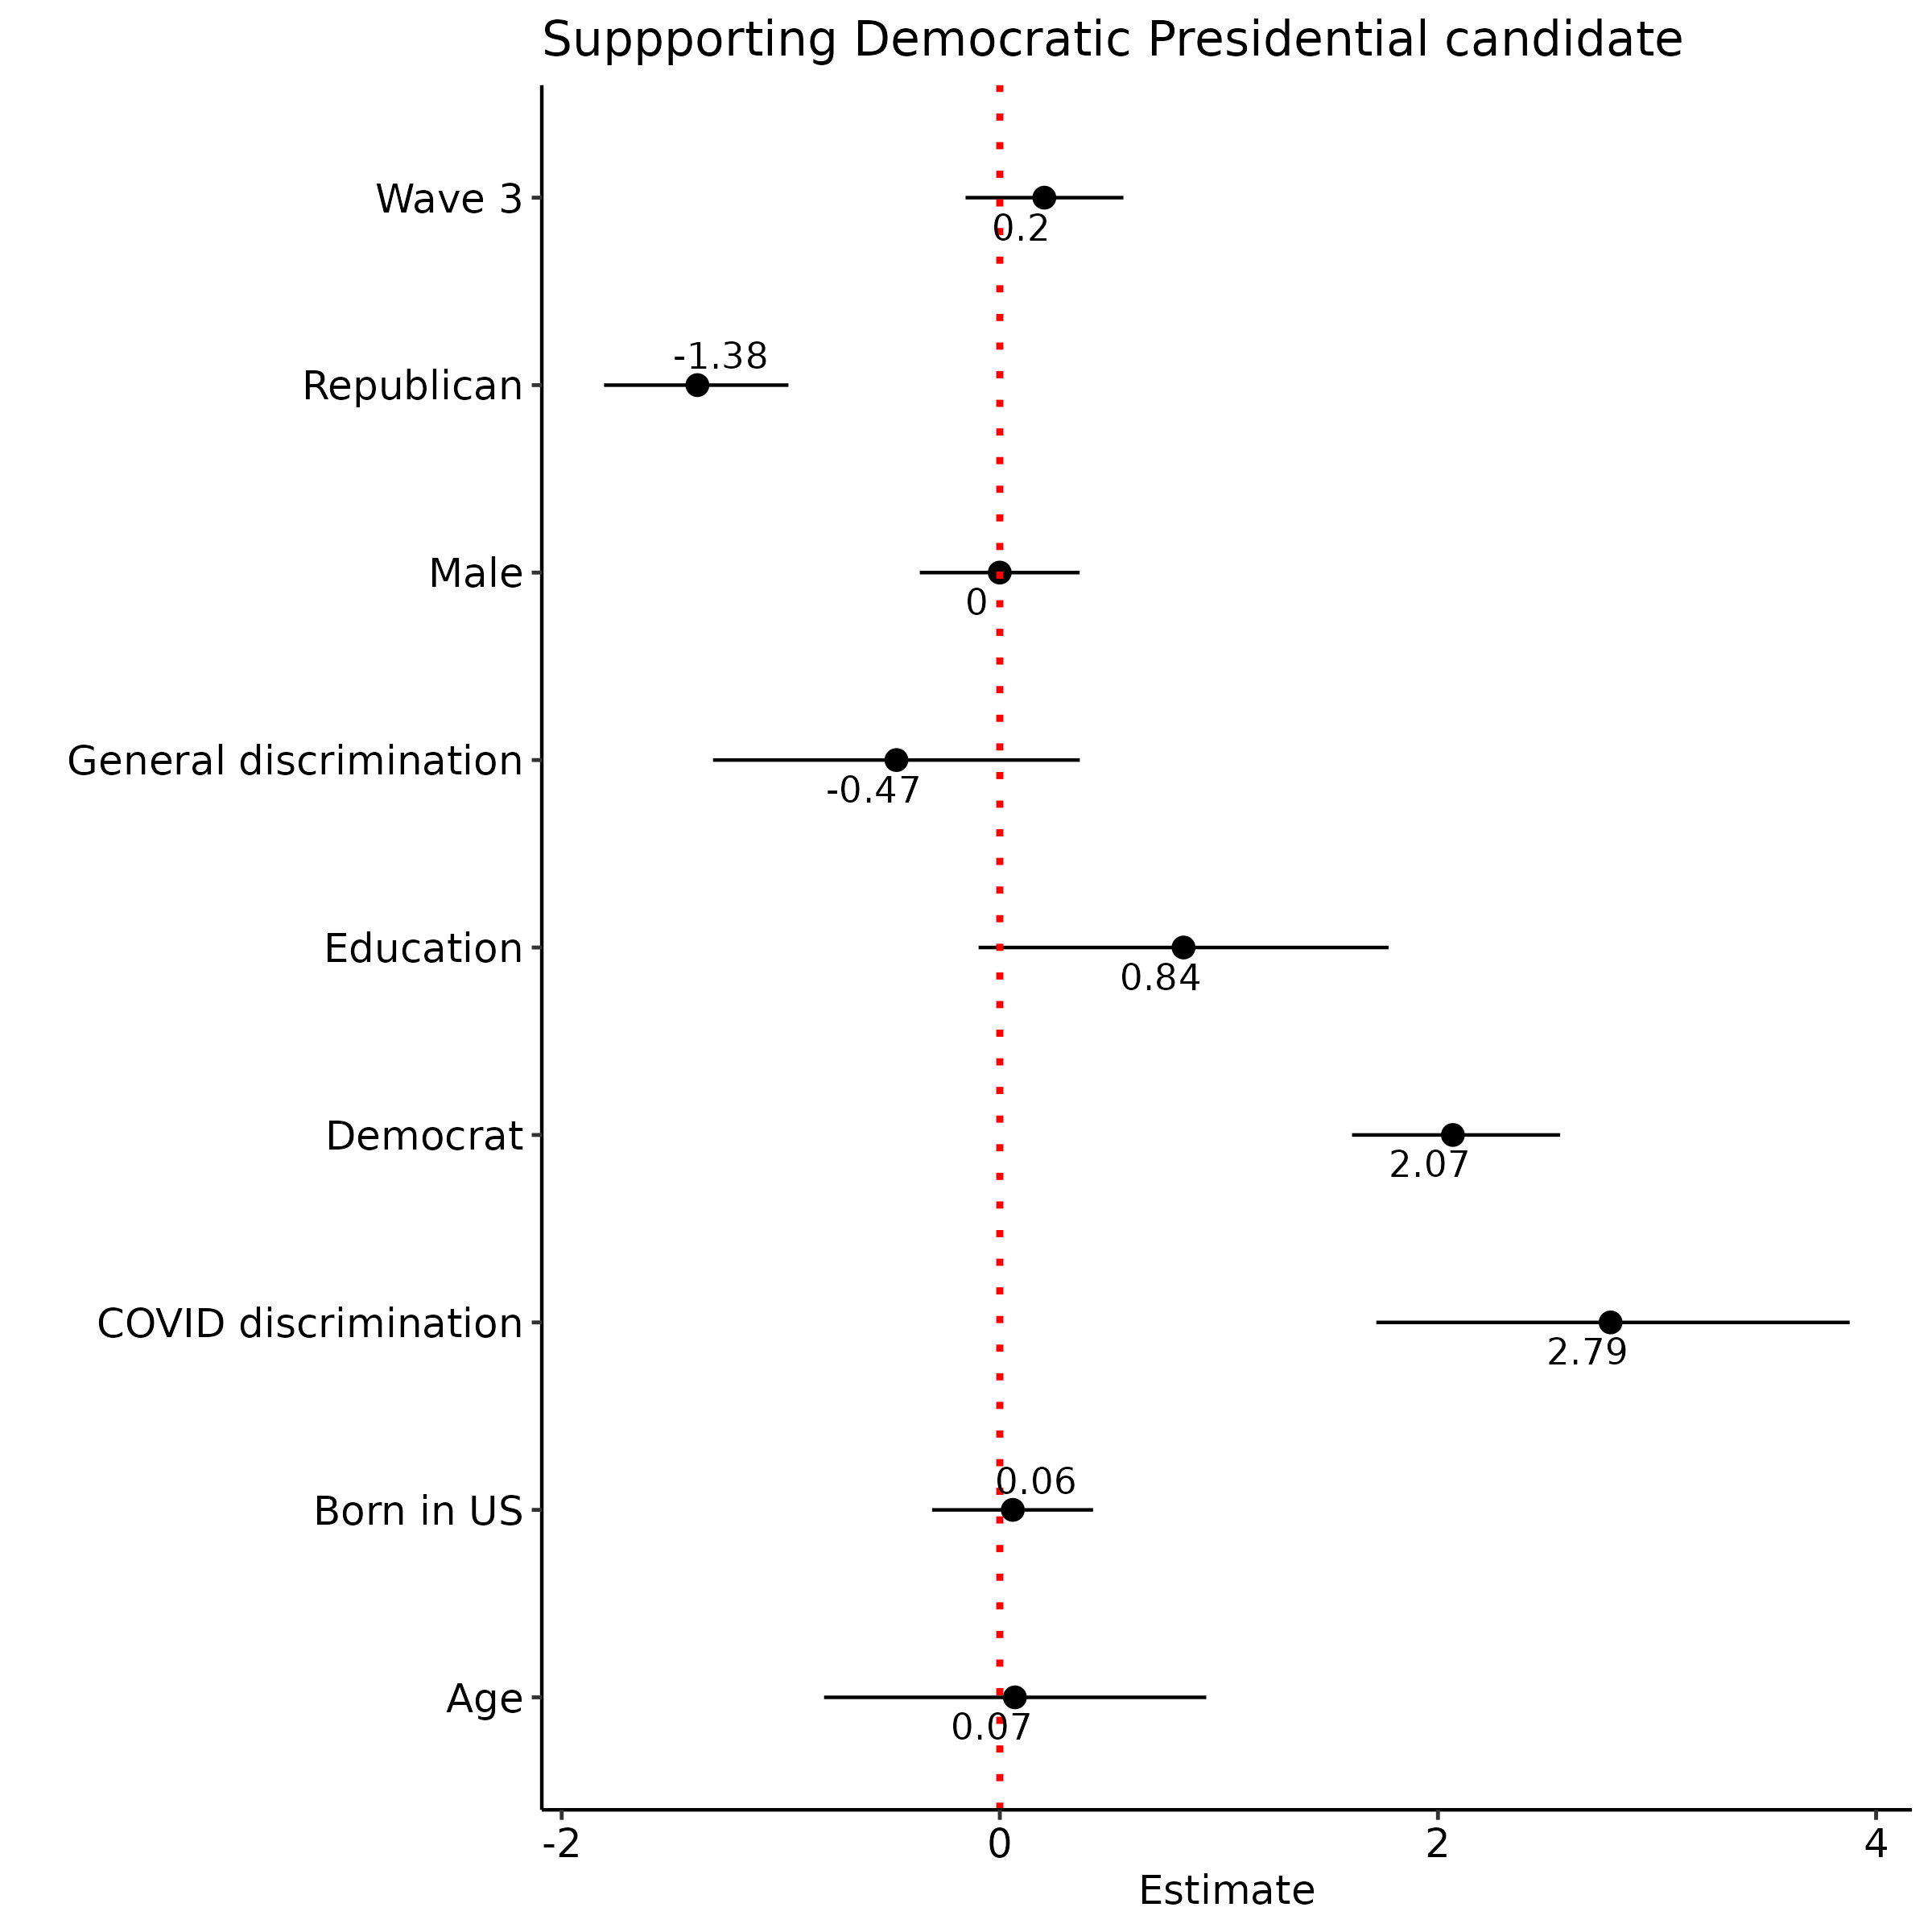 Suppporting Democratic Presidential candidate
Wave 3
0.2
-1.38
Republican
Male
0
General discrimination
-0.47
Education
0.84
Democrat
2.07
COVID discrimination
2.79
0.06
Born in US
Age
0.07
-2 0 2 4
Estimate